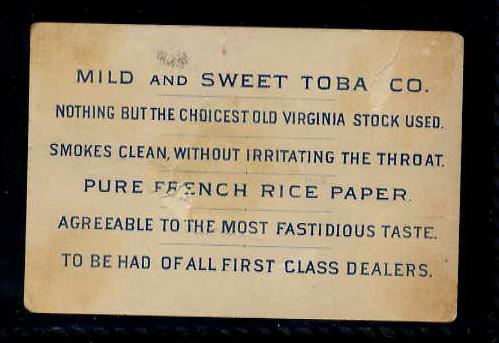 MILD AND SWEET TOBA CO.
NOTHING BUT THE CHOICEST OLD VIRGINIA STOCK USED.
SMOKES CLEAN, WITHOUT IRRITATING THE THROAT.
PURE FRENCH RICE PAPER.
AGREEABLE TO THE MOST FASTIDIOUS TASTE.
TO BE HAD OF ALL FIRST CLASS DEALERS.